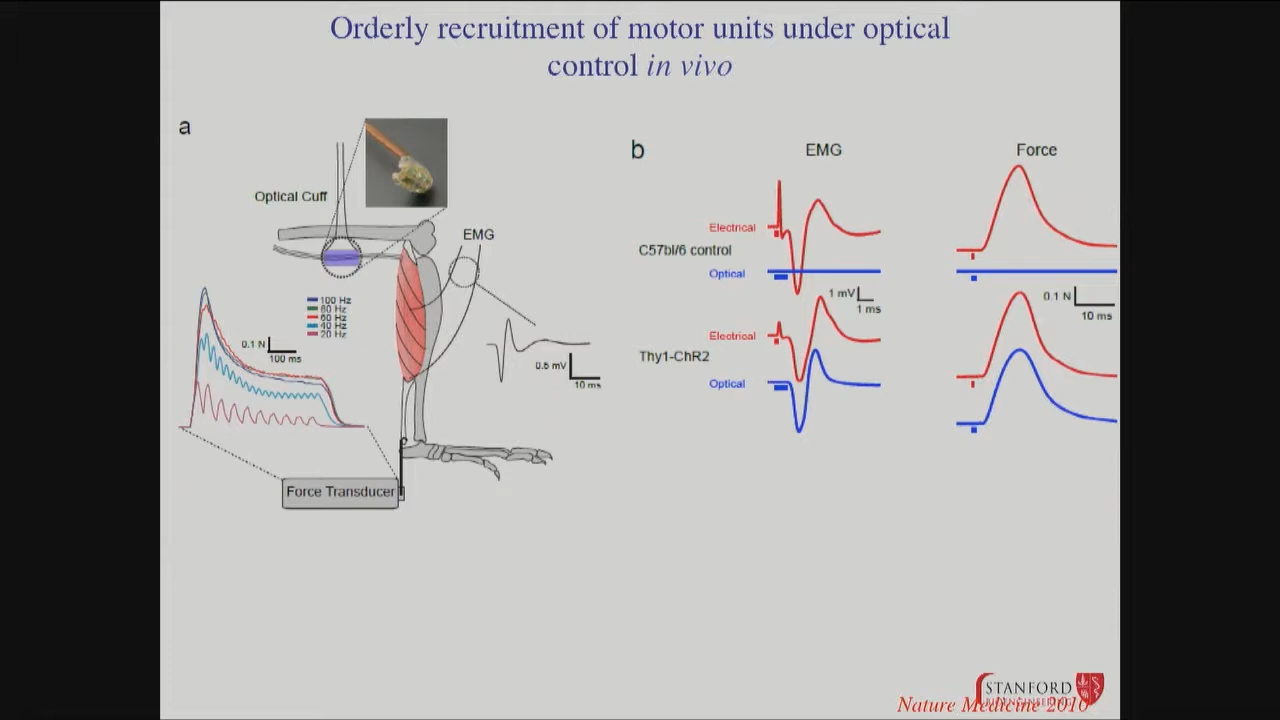 Orderly recruitment of motor units under optical
control in vivo
a
Optical Cuff
EMG
100 Hz
80 Hz
60 Hz
40 Hz
20 Hz
0.1 N
100 ms
0.5 mV
10 ms
Force Transducer
b
EMG
Force
Electrical
C57bl/6 control
Optical
1 mV
1 ms
0.1 N
10 ms
Electrical
Thy1-ChR2
Optical
STANFORD
BIOENGINEERING
Nature Medicine 2010